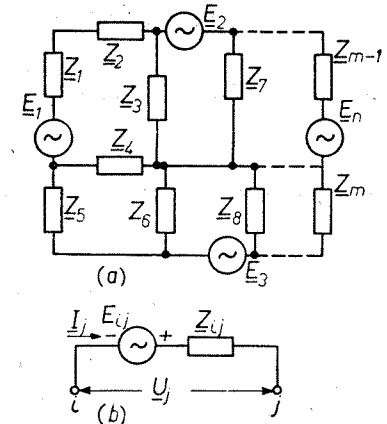 E2
Z2
Z1
Z3
Z7
Zm-1
E1
En
Z4
Z5
Z6
Z8
Zm
(a)
E3
Ij - Eij + Zij
i Uj j
(b)